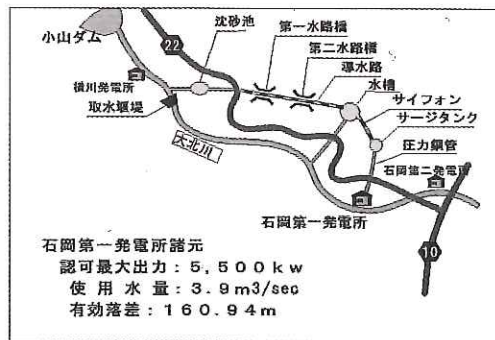 小山ダム
22
沈砂池
第一水路橋
第二水路橋
導水路
水槽
サイフォン
サージタンク
圧力鋼管
横川発電所
取水堰堤
大北川
石岡第二発電所
石岡第一発電所
10
石岡第一発電所諸元
認可最大出力：5,500kw
使用水量：3.9m3/sec
有効落差：160.94m